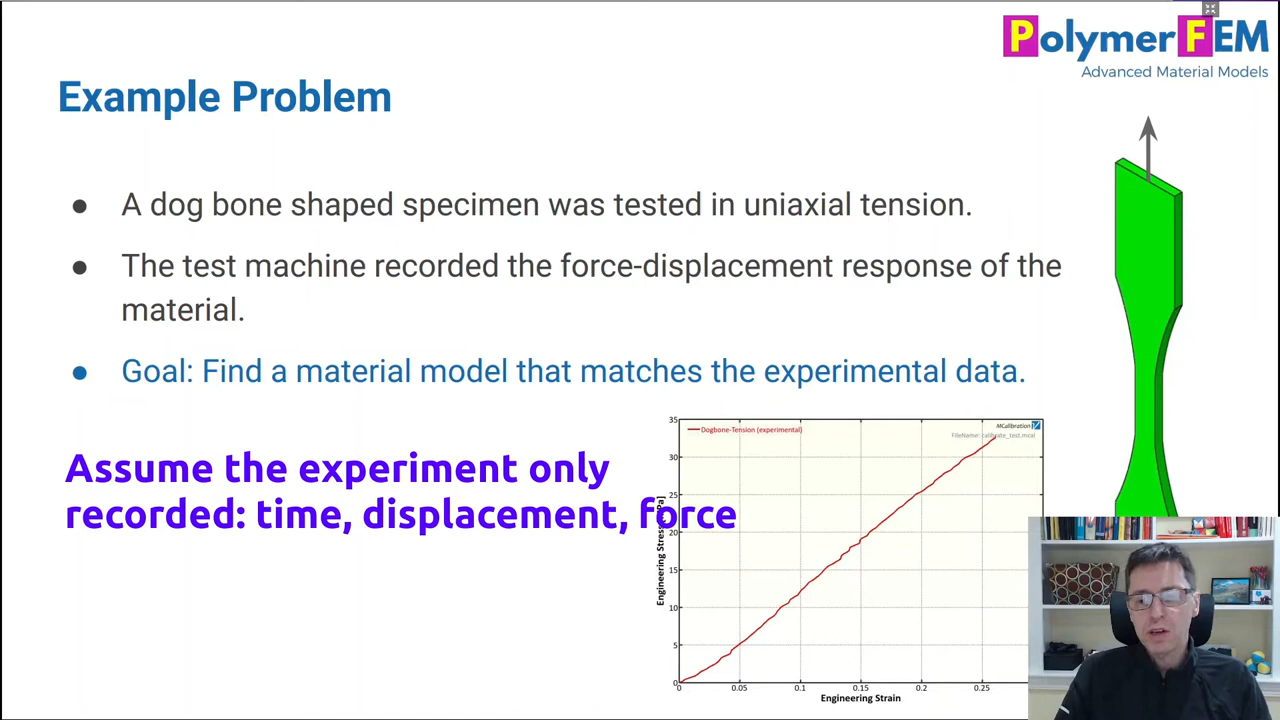 PolymerFEM
Advanced Material Models
Example Problem
● A dog bone shaped specimen was tested in uniaxial tension.
● The test machine recorded the force-displacement response of the
material.
● Goal: Find a material model that matches the experimental data.
Assume the experiment only
recorded: time, displacement, force
35
30
25
20
15
10
5
0
Engineering Stress
Dogbone-Tension (experimental)
MCalibration
FileName: calibrate_test.mcal
0
0.05
0.1
0.15
0.2
0.25
Engineering Strain